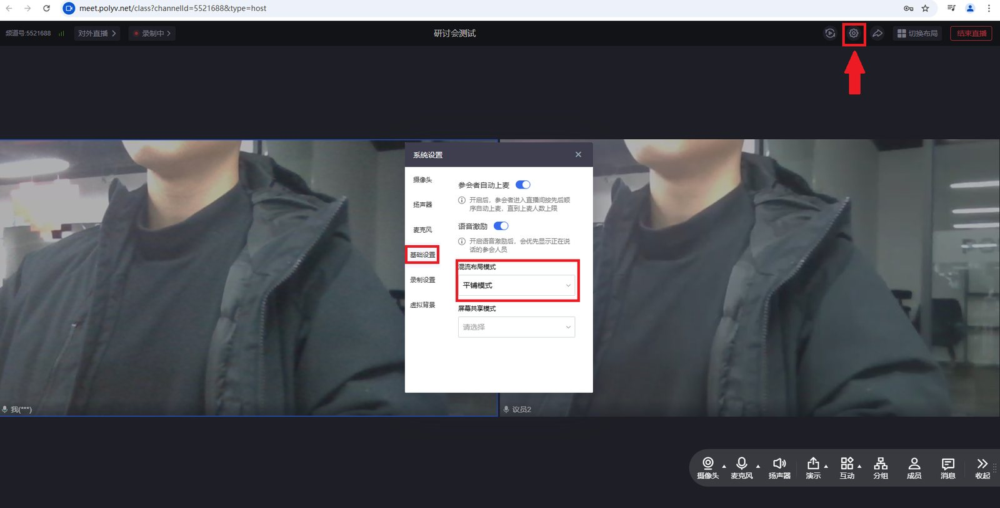 meet.polyv.net/class?channelId=5521688&type=host
频道号:5521688
对外直播
录制中
研讨会测试
切换布局
结束直播
系统设置
摄像头
扬声器
麦克风
基础设置
录制设置
虚拟背景
参会者自动上麦
开启后，参会者进入直播间按先后顺
序自动上麦，直到上麦人数上限
语音激励
开启语音激励后，会优先显示正在说
话的参会人员
混流布局模式
平铺模式
屏幕共享模式
请选择
我(***)
议员2
摄像头
麦克风
扬声器
演示
互动
分组
成员
消息
收起